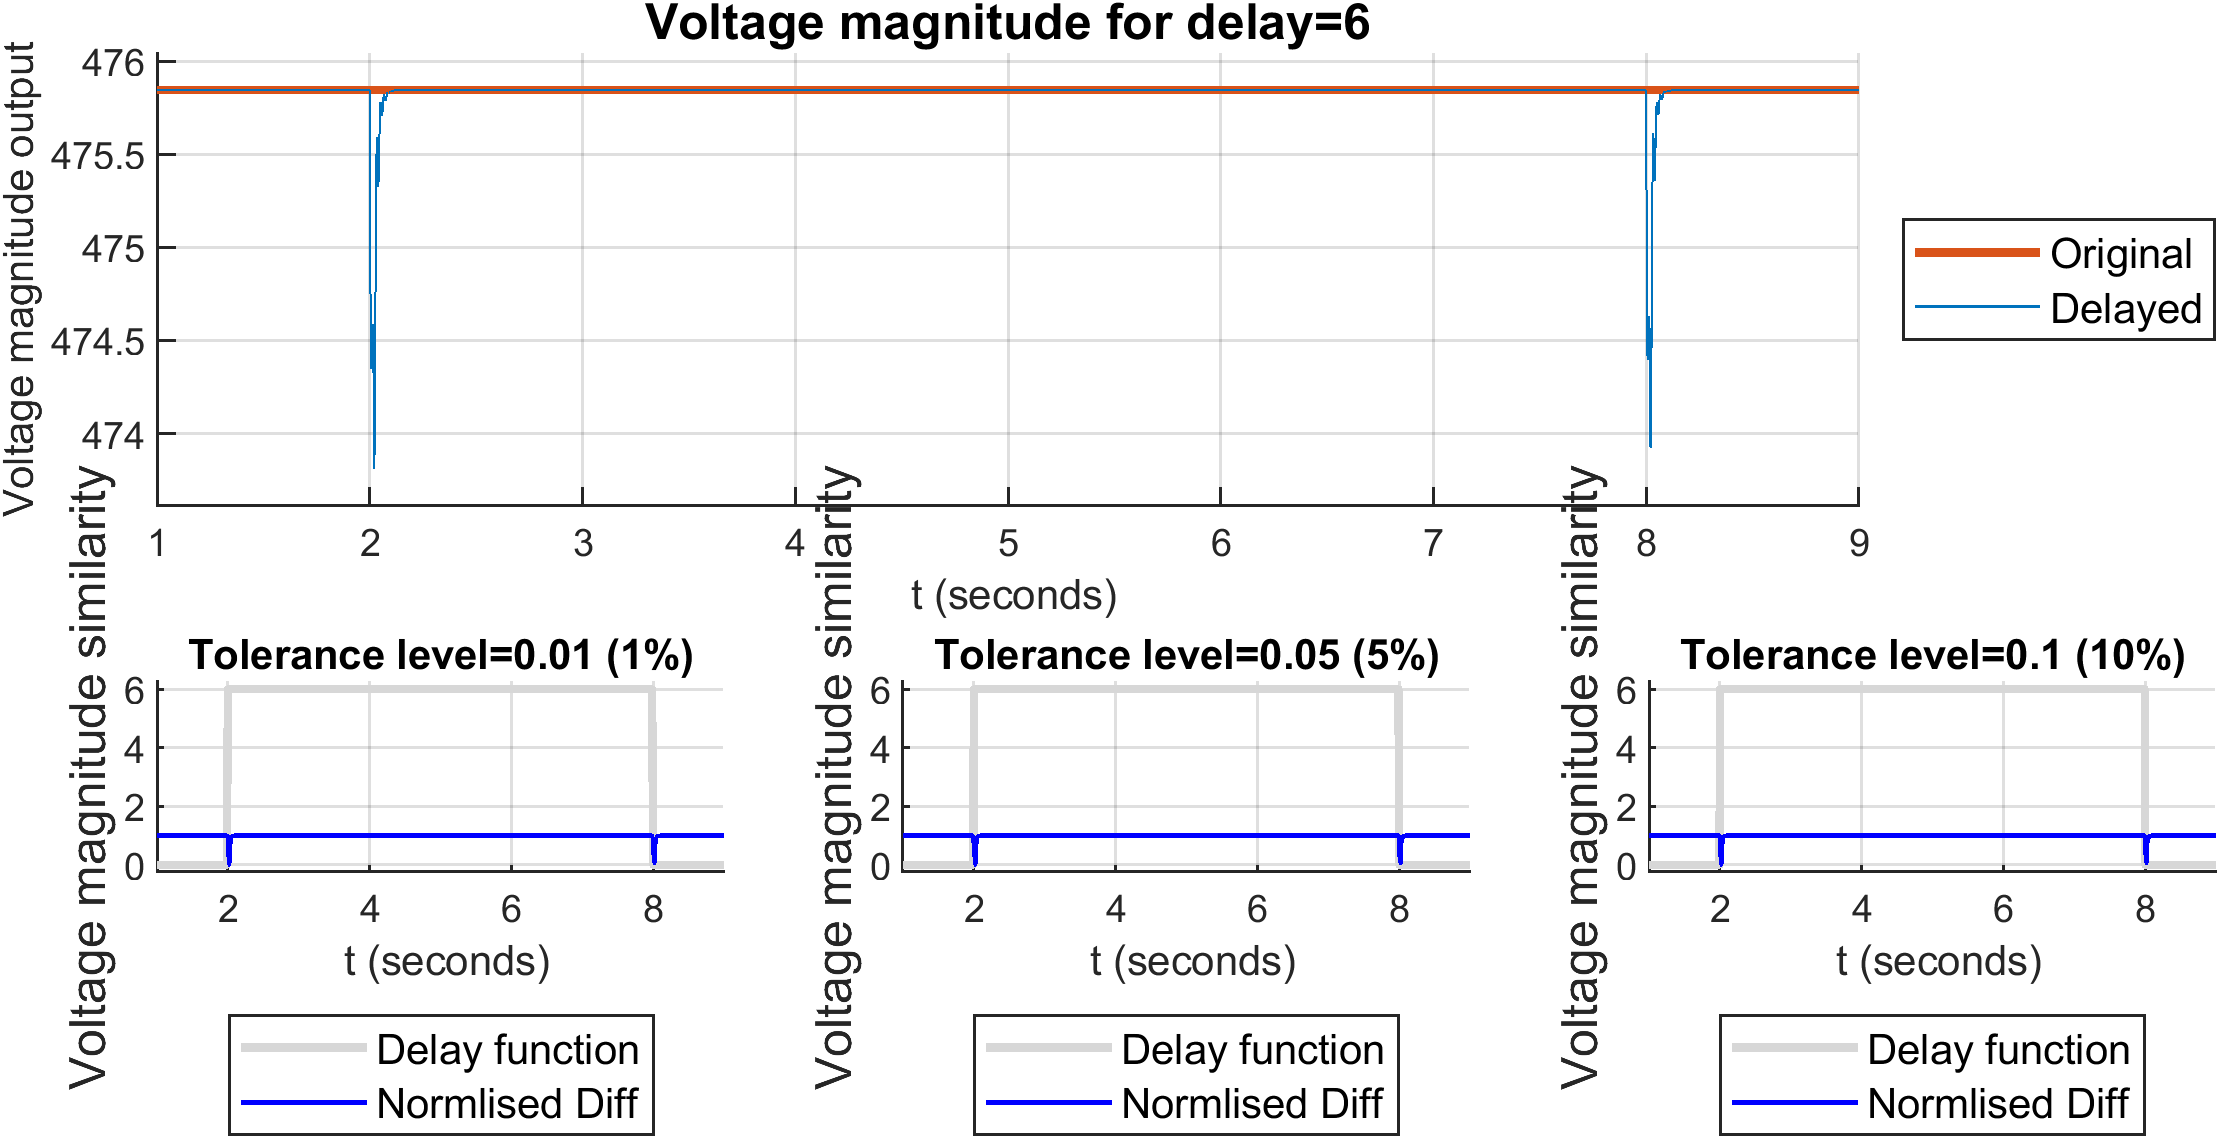 Voltage magnitude for delay=6
Voltage magnitude output
476
475.5
475
474.5
474
1 2 3 4 5 6 7 8 9
t (seconds)
Original
Delayed
Tolerance level=0.01 (1%)
Voltage magnitude similarity
6
4
2
0
2 4 6 8
t (seconds)
Delay function
Normlised Diff
Tolerance level=0.05 (5%)
Voltage magnitude similarity
6
4
2
0
2 4 6 8
t (seconds)
Delay function
Normlised Diff
Tolerance level=0.1 (10%)
Voltage magnitude similarity
6
4
2
0
2 4 6 8
t (seconds)
Delay function
Normlised Diff